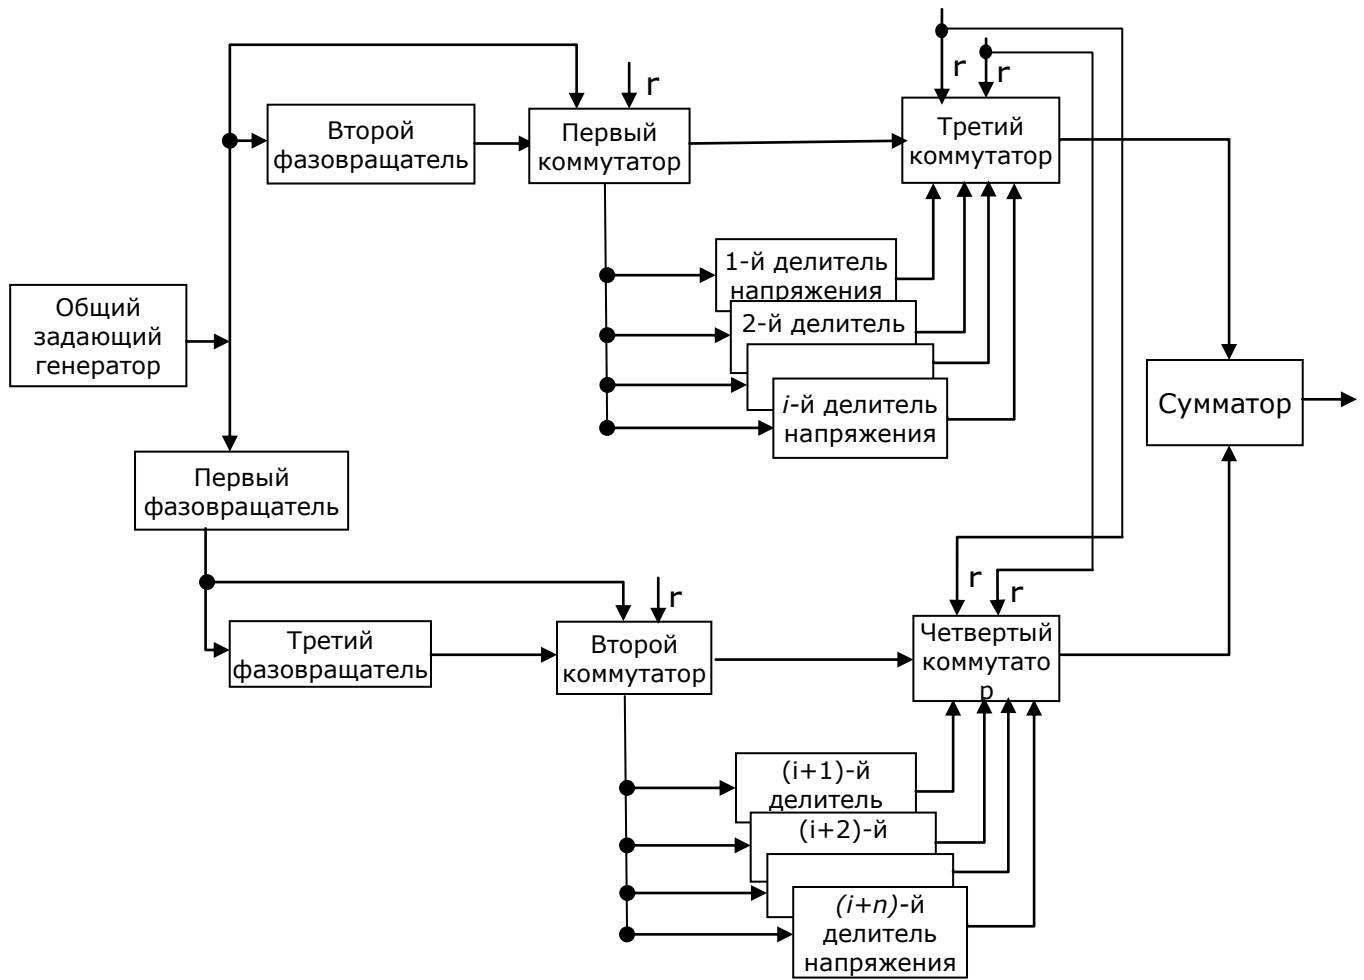 r
r
r
Второй
фазовращатель
Первый
коммутатор
Третий
коммутатор
1-й делитель
напряжения
2-й делитель
i-й делитель
напряжения
Общий
задающий
генератор
Сумматор
Первый
фазовращатель
r
r
r
Третий
фазовращатель
Второй
коммутатор
Четвертый
коммутато
р
(i+1)-й
делитель
(i+2)-й
(i+n)-й
делитель
напряжения